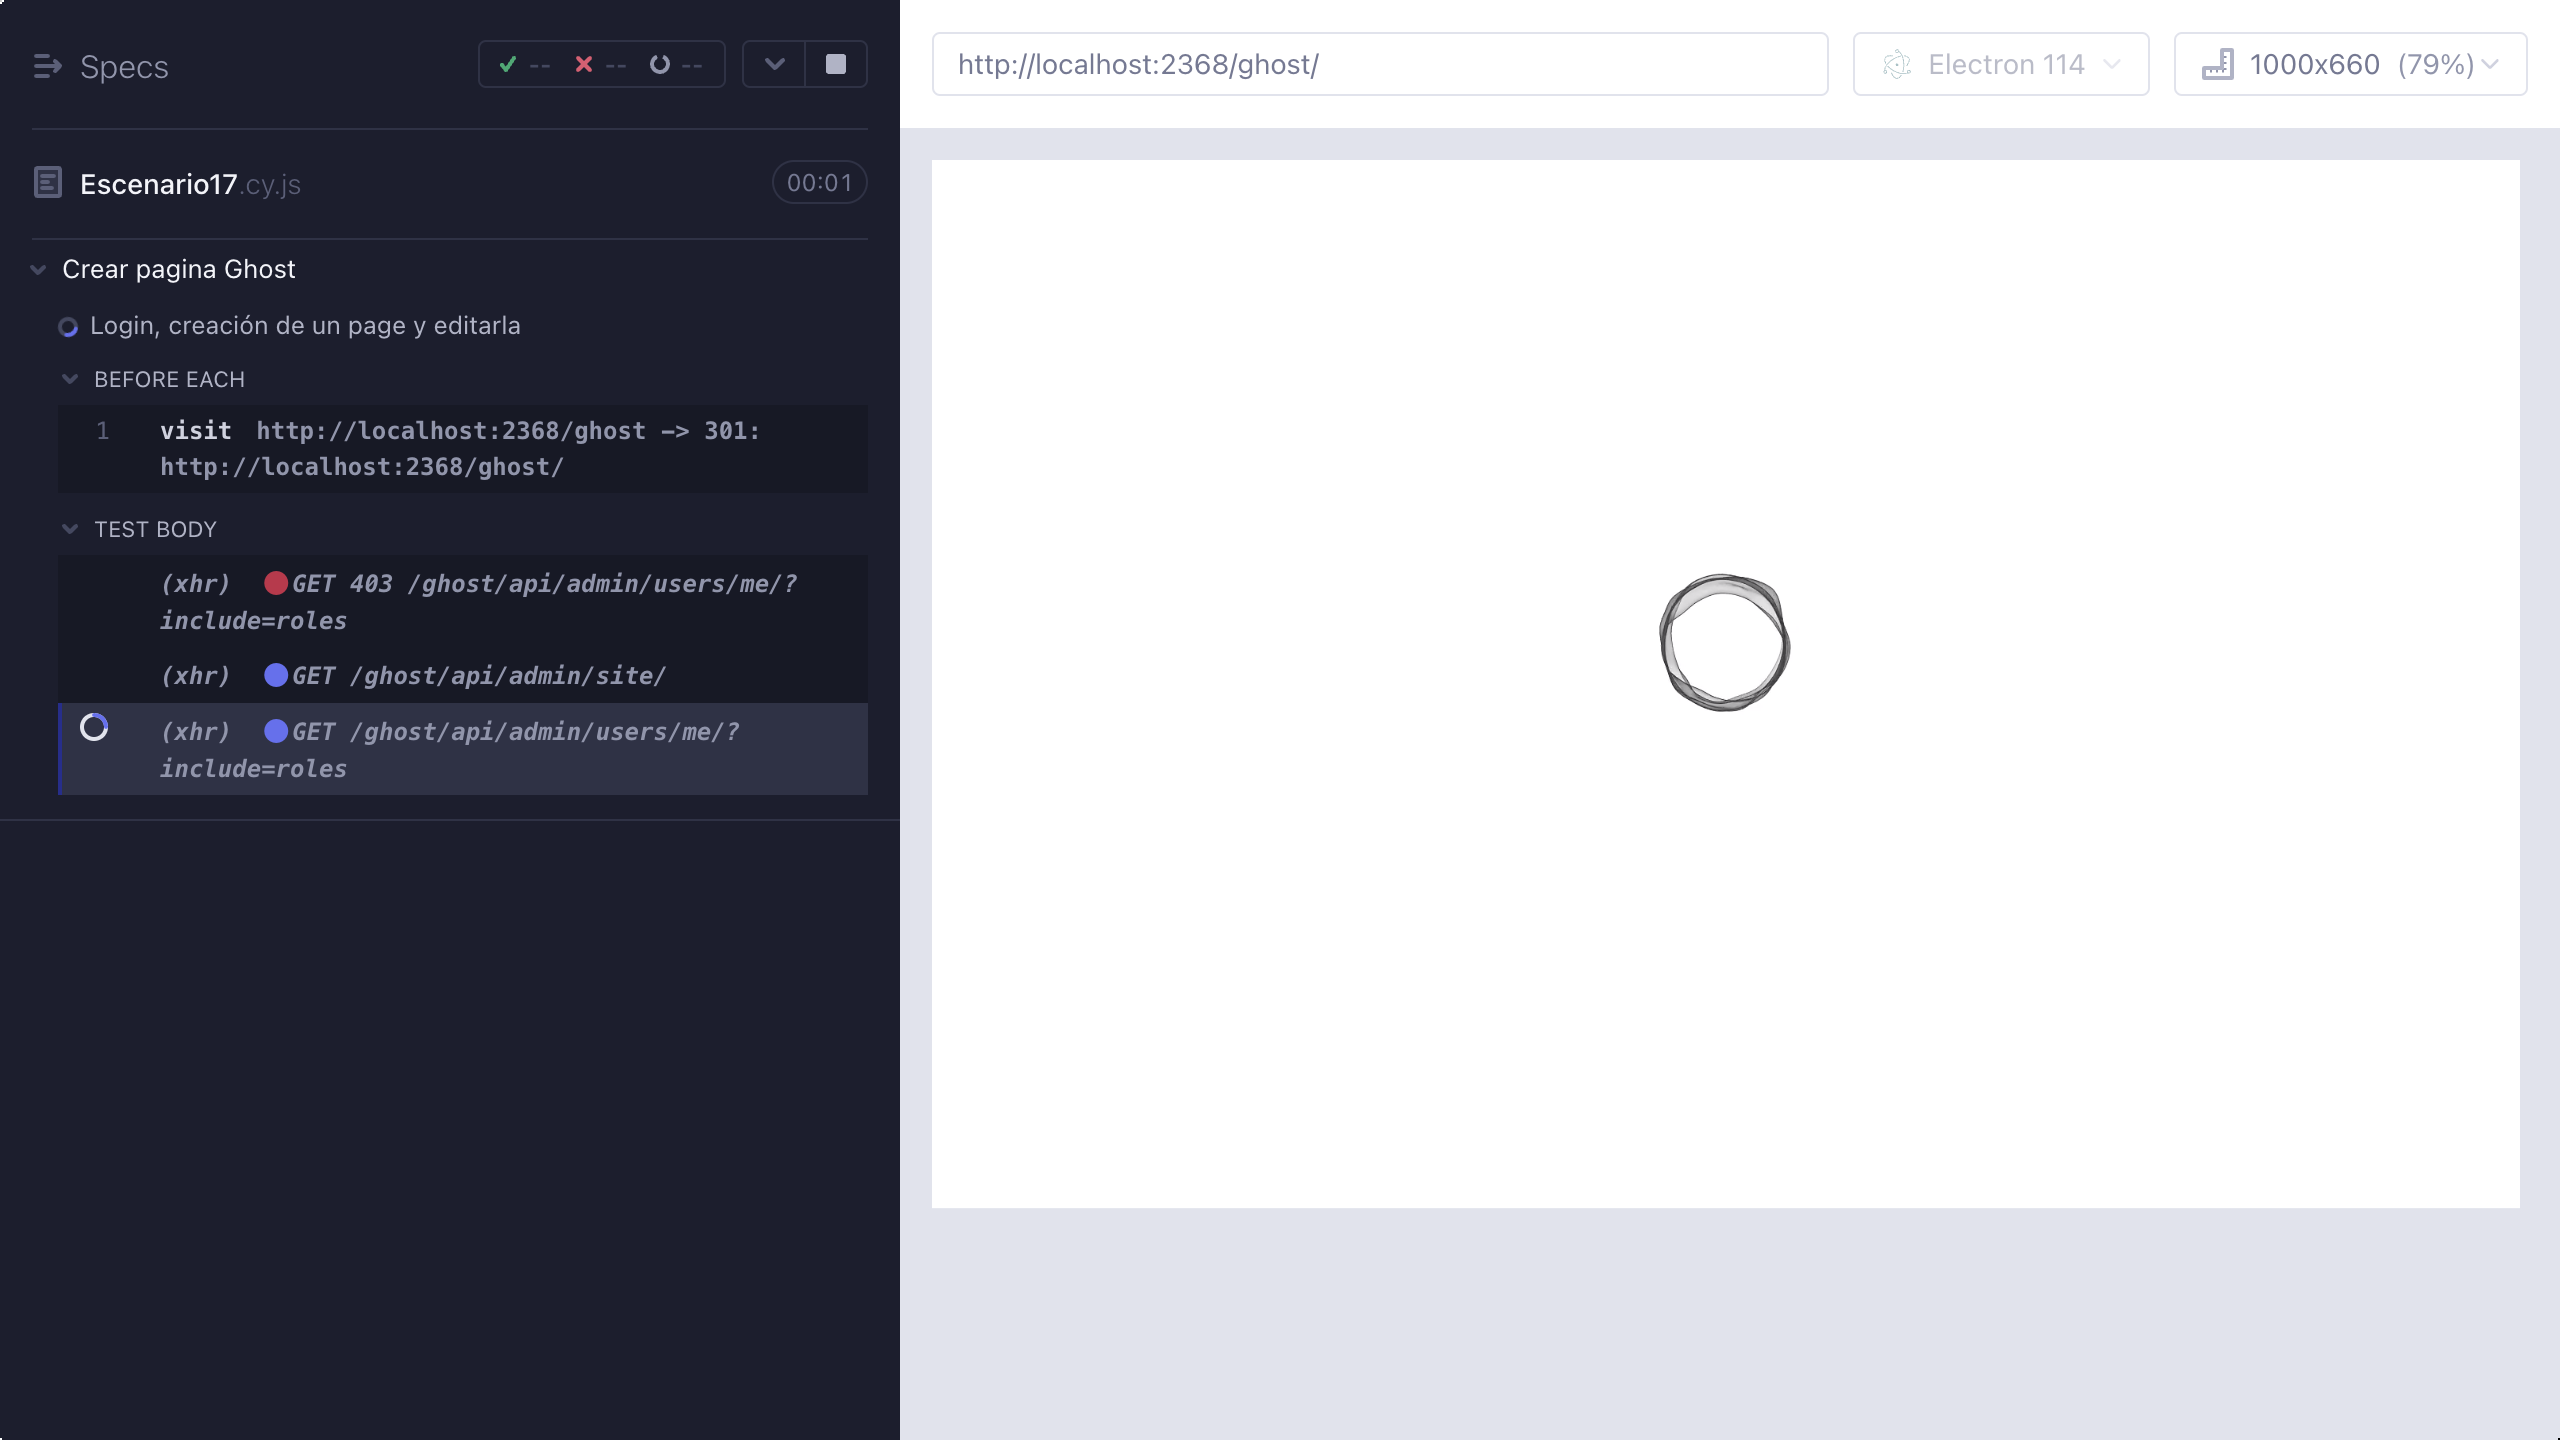 Specs
--
--
--
Escenario17.cy.js
00:01
Crear pagina Ghost
Login, creación de un page y editarla
BEFORE EACH
1 visit http://localhost:2368/ghost -> 301:
http://localhost:2368/ghost/
TEST BODY
(xhr) GET 403 /ghost/api/admin/users/me/?
include=roles
(xhr) GET /ghost/api/admin/site/
(xhr) GET /ghost/api/admin/users/me/?
include=roles
http://localhost:2368/ghost/
Electron 114
1000x660 (79%)